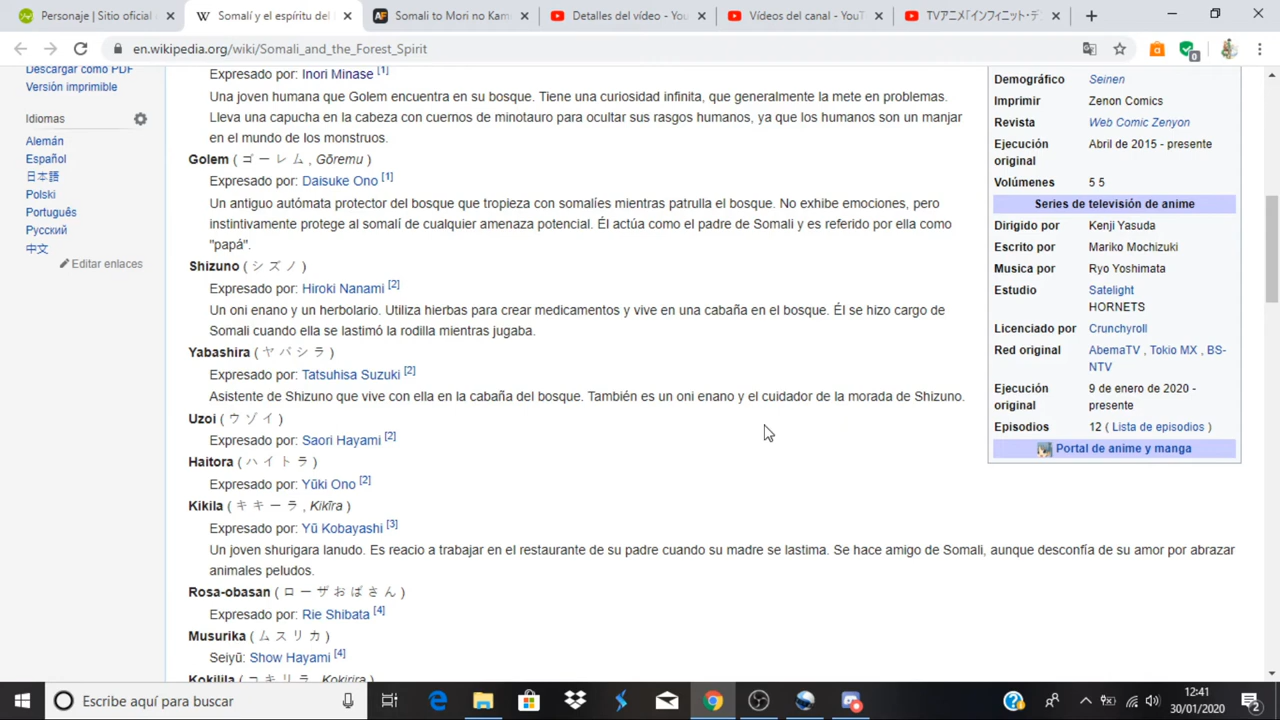 Personaje | Sitio oficial
Somalí y el espíritu del
Somali to Mori no Kam
Detalles del vídeo - You
Vídeos del canal - YouT
TVアニメ「インフィニット・デ
en.wikipedia.org/wiki/Somali_and_the_Forest_Spirit
0
Descargar como PDF
Versión imprimible
Idiomas
Alemán
Español
日本語
Polski
Português
Русский
中文
Editar enlaces
Expresado por: Inori Minase [1]
Una joven humana que Golem encuentra en su bosque. Tiene una curiosidad infinita, que generalmente la mete en problemas.
Lleva una capucha en la cabeza con cuernos de minotauro para ocultar sus rasgos humanos, ya que los humanos son un manjar
en el mundo de los monstruos.
Golem ( ゴーレム , Gōremu )
Expresado por: Daisuke Ono [1]
Un antiguo autómata protector del bosque que tropieza con somalíes mientras patrulla el bosque. No exhibe emociones, pero
instintivamente protege al somalí de cualquier amenaza potencial. Él actúa como el padre de Somali y es referido por ella como
"papá".
Shizuno ( シズノ )
Expresado por: Hiroki Nanami [2]
Un oni enano y un herbolario. Utiliza hierbas para crear medicamentos y vive en una cabaña en el bosque. Él se hizo cargo de
Somali cuando ella se lastimó la rodilla mientras jugaba.
Yabashira ( ヤバシラ )
Expresado por: Tatsuhisa Suzuki [2]
Asistente de Shizuno que vive con ella en la cabaña del bosque. También es un oni enano y el cuidador de la morada de Shizuno.
Uzoi ( ウゾイ )
Expresado por: Saori Hayami [2]
Haitora ( ハイトラ )
Expresado por: Yūki Ono [2]
Kikila ( キキーラ , Kikīra )
Expresado por: Yū Kobayashi [3]
Un joven shurigara lanudo. Es reacio a trabajar en el restaurante de su padre cuando su madre se lastima. Se hace amigo de Somali, aunque desconfía de su amor por abrazar
animales peludos.
Rosa-obasan ( ローザおばさん )
Expresado por: Rie Shibata [4]
Musurika ( ムスリカ )
Seiyū: Show Hayami [4]
Kokilila ( コキリラ , Kokirira )
Demográfico Seinen
Imprimir Zenon Comics
Revista Web Comic Zenyon
Ejecución original Abril de 2015 - presente
Volúmenes 5 5
Series de televisión de anime
Dirigido por Kenji Yasuda
Escrito por Mariko Mochizuki
Musica por Ryo Yoshimata
Estudio Satelight
HORNETS
Licenciado por Crunchyroll
Red original AbemaTV , Tokio MX , BS-
NTV
Ejecución 9 de enero de 2020 -
original presente
Episodios 12 ( Lista de episodios )
Portal de anime y manga
Escribe aquí para buscar
12:41
30/01/2020
2